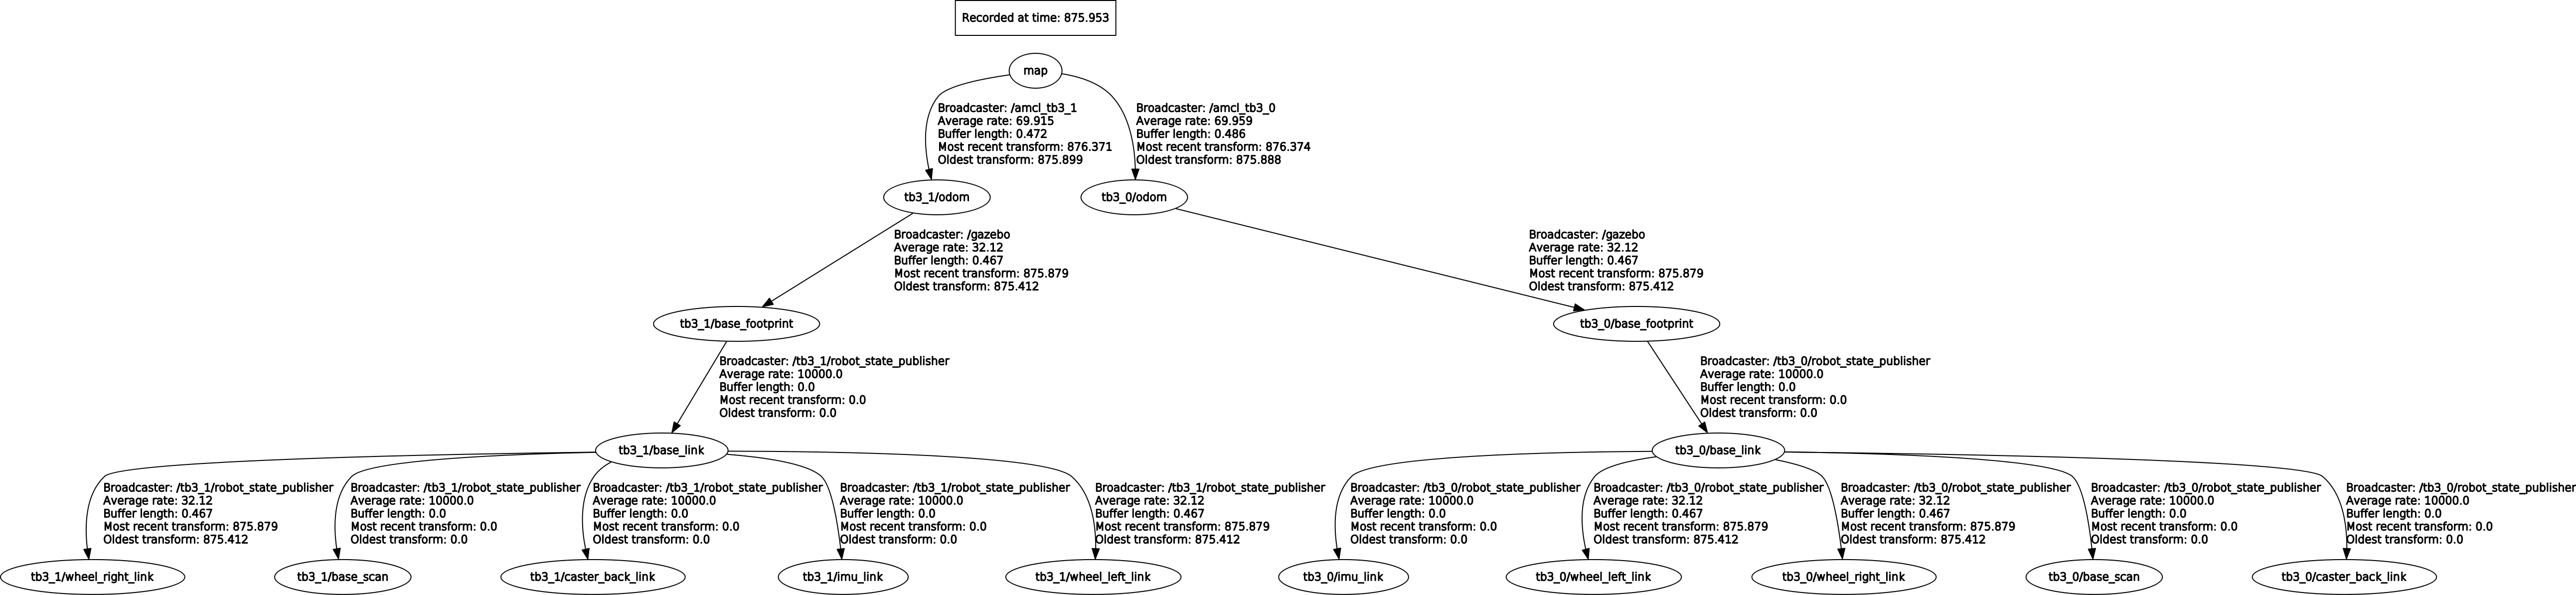 Recorded at time: 875.953
map
Broadcaster: /amcl_tb3_1
Average rate: 69.915
Buffer length: 0.472
Most recent transform: 876.371
Oldest transform: 875.899
Broadcaster: /amcl_tb3_0
Average rate: 69.959
Buffer length: 0.486
Most recent transform: 876.374
Oldest transform: 875.888
tb3_1/odom
tb3_0/odom
Broadcaster: /gazebo
Average rate: 32.12
Buffer length: 0.467
Most recent transform: 875.879
Oldest transform: 875.412
Broadcaster: /gazebo
Average rate: 32.12
Buffer length: 0.467
Most recent transform: 875.879
Oldest transform: 875.412
tb3_1/base_footprint
tb3_0/base_footprint
Broadcaster: /tb3_1/robot_state_publisher
Average rate: 10000.0
Buffer length: 0.0
Most recent transform: 0.0
Oldest transform: 0.0
Broadcaster: /tb3_0/robot_state_publisher
Average rate: 10000.0
Buffer length: 0.0
Most recent transform: 0.0
Oldest transform: 0.0
tb3_1/base_link
tb3_0/base_link
Broadcaster: /tb3_1/robot_state_publisher
Average rate: 32.12
Buffer length: 0.467
Most recent transform: 875.879
Oldest transform: 875.412
Broadcaster: /tb3_1/robot_state_publisher
Average rate: 10000.0
Buffer length: 0.0
Most recent transform: 0.0
Oldest transform: 0.0
Broadcaster: /tb3_1/robot_state_publisher
Average rate: 10000.0
Buffer length: 0.0
Most recent transform: 0.0
Oldest transform: 0.0
Broadcaster: /tb3_1/robot_state_publisher
Average rate: 10000.0
Buffer length: 0.0
Most recent transform: 0.0
Oldest transform: 0.0
Broadcaster: /tb3_1/robot_state_publisher
Average rate: 32.12
Buffer length: 0.467
Most recent transform: 875.879
Oldest transform: 875.412
Broadcaster: /tb3_0/robot_state_publisher
Average rate: 10000.0
Buffer length: 0.0
Most recent transform: 0.0
Oldest transform: 0.0
Broadcaster: /tb3_0/robot_state_publisher
Average rate: 32.12
Buffer length: 0.467
Most recent transform: 875.879
Oldest transform: 875.412
Broadcaster: /tb3_0/robot_state_publisher
Average rate: 32.12
Buffer length: 0.467
Most recent transform: 875.879
Oldest transform: 875.412
Broadcaster: /tb3_0/robot_state_publisher
Average rate: 10000.0
Buffer length: 0.0
Most recent transform: 0.0
Oldest transform: 0.0
Broadcaster: /tb3_0/robot_state_publisher
Average rate: 10000.0
Buffer length: 0.0
Most recent transform: 0.0
Oldest transform: 0.0
tb3_1/wheel_right_link
tb3_1/base_scan
tb3_1/caster_back_link
tb3_1/imu_link
tb3_1/wheel_left_link
tb3_0/imu_link
tb3_0/wheel_left_link
tb3_0/wheel_right_link
tb3_0/base_scan
tb3_0/caster_back_link